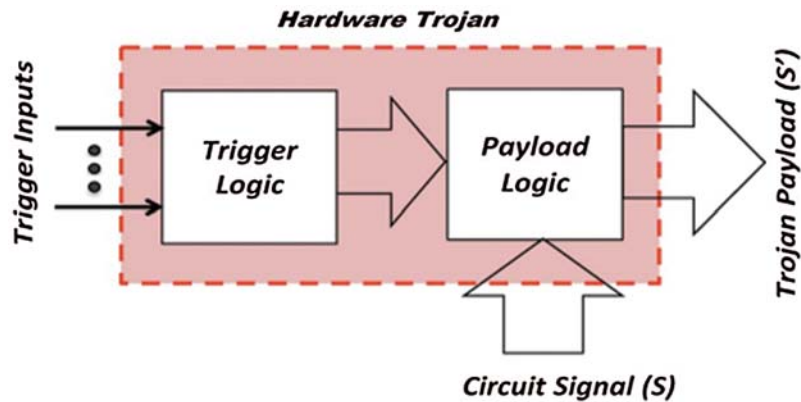 Hardware Trojan
Trigger Inputs
Trigger
Logic
Payload
Logic
Trojan Payload (S')
Circuit Signal (S)